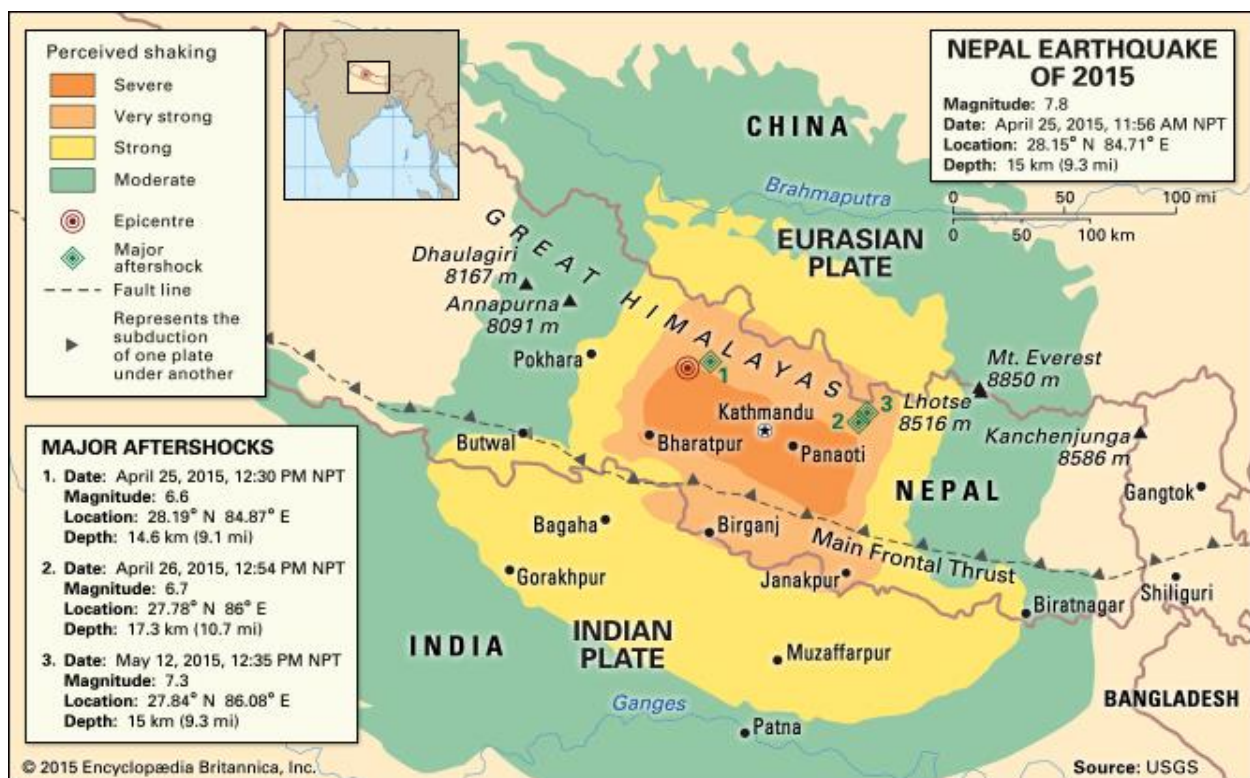 Perceived shaking
Severe
Very strong
Strong
Moderate
Epicentre
Major
aftershock
Fault line
Represents the
subduction
of one plate
under another
NEPAL EARTHQUAKE
OF 2015
Magnitude: 7.8
Date: April 25, 2015, 11:56 AM NPT
Location: 28.15° N 84.71° E
Depth: 15 km (9.3 mi)
0 50 100 mi
0 50 100 km
CHINA
Brahmaputra
EURASIAN
PLATE
GREAT HIMALAYAS
Dhaulagiri
8167 m
Annapurna
8091 m
Pokhara
1
Mt. Everest
8850 m
3
2
Lhotse
8516 m
Kathmandu
Kanchenjunga
8586 m
Butwal
Bharatpur
Panaoti
NEPAL
Gangtok
Bagaha
Birganj
Main Frontal Thrust
Gorakhpur
Janakpur
Biratnagar
Shiliguri
INDIA
INDIAN
PLATE
Muzaffarpur
BANGLADESH
Ganges
Patna
MAJOR AFTERSHOCKS
1. Date: April 25, 2015, 12:30 PM NPT
Magnitude: 6.6
Location: 28.19° N 84.87° E
Depth: 14.6 km (9.1 mi)
2. Date: April 26, 2015, 12:54 PM NPT
Magnitude: 6.7
Location: 27.78° N 86° E
Depth: 17.3 km (10.7 mi)
3. Date: May 12, 2015, 12:35 PM NPT
Magnitude: 7.3
Location: 27.84° N 86.08° E
Depth: 15 km (9.3 mi)
© 2015 Encyclopædia Britannica, Inc.
Source: USGS